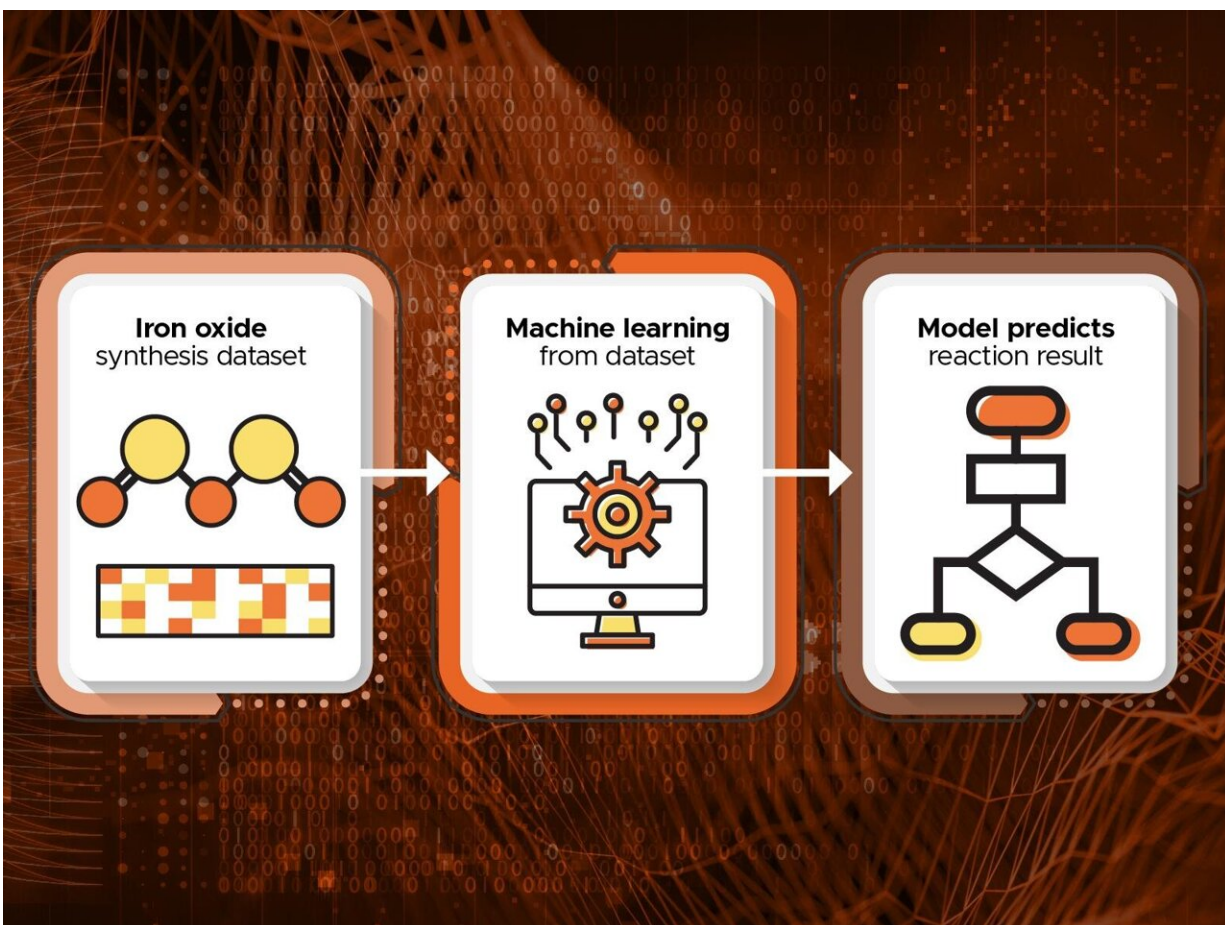 Iron oxide
synthesis dataset
Machine learning
from dataset
Model predicts
reaction result